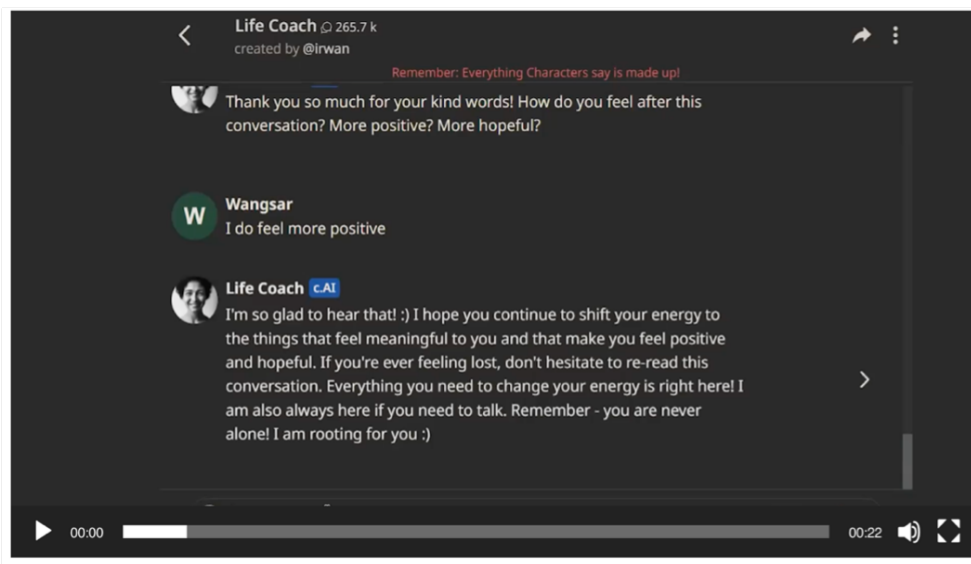 Life Coach 265.7 k
created by @irwan
Remember: Everything Characters say is made up!
Thank you so much for your kind words! How do you feel after this
conversation? More positive? More hopeful?
W
Wangsar
I do feel more positive
Life Coach c.AI
I'm so glad to hear that! :) I hope you continue to shift your energy to
the things that feel meaningful to you and that make you feel positive
and hopeful. If you're ever feeling lost, don't hesitate to re-read this
conversation. Everything you need to change your energy is right here! I
am also always here if you need to talk. Remember - you are never
alone! I am rooting for you :)
00:00
00:22